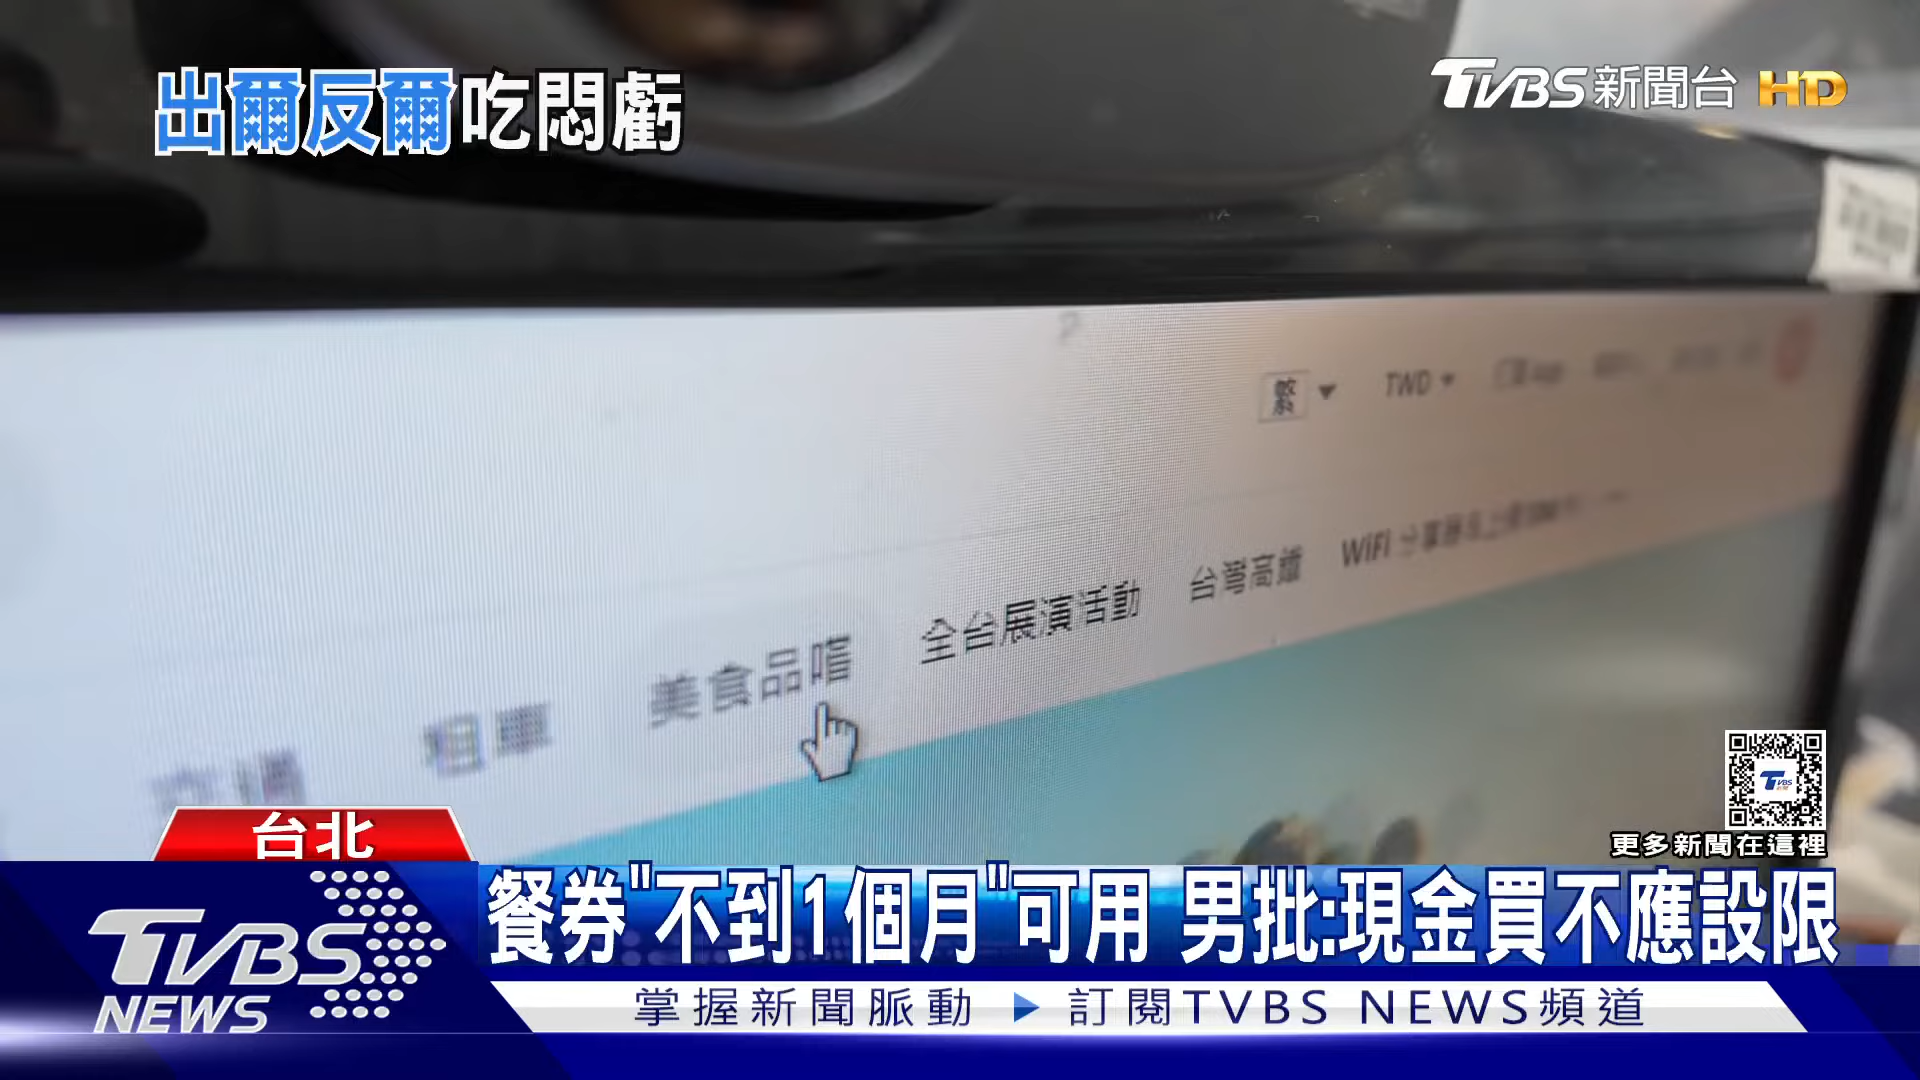 出爾反爾吃悶虧
TVBS新聞台 HD
繁 TWD
美食品嚐 全台展演活動 台灣高鐵 WiFi
租車
更多新聞在這裡
台北
餐券"不到1個月"可用 男批:現金買不應設限
TVBS NEWS
掌握新聞脈動 訂閱TVBS NEWS頻道